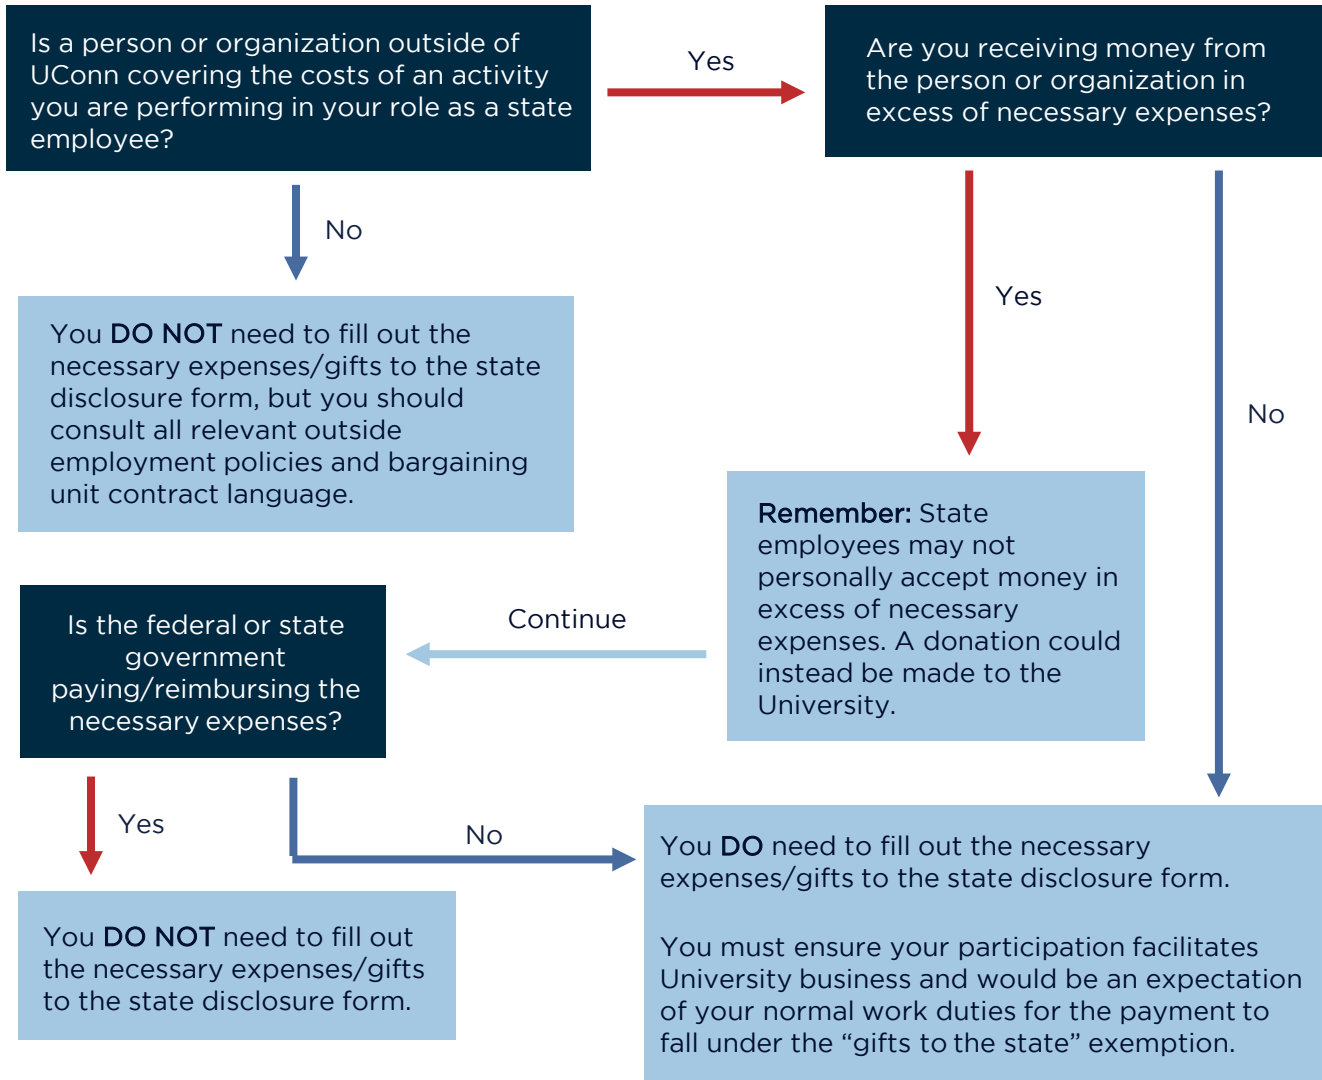 Is a person or organization outside of
UConn covering the costs of an activity
you are performing in your role as a state
employee?
Yes
Are you receiving money from
the person or organization in
excess of necessary expenses?
No
You DO NOT need to fill out the
necessary expenses/gifts to the state
disclosure form, but you should
consult all relevant outside
employment policies and bargaining
unit contract language.
Yes
No
Remember: State
employees may not
personally accept money in
excess of necessary
expenses. A donation could
instead be made to the
University.
Continue
Is the federal or state
government
paying/reimbursing the
necessary expenses?
Yes
No
You DO NOT need to fill out
the necessary expenses/gifts
to the state disclosure form.
You DO need to fill out the necessary
expenses/gifts to the state disclosure form.
You must ensure your participation facilitates
University business and would be an expectation
of your normal work duties for the payment to
fall under the “gifts to the state” exemption.